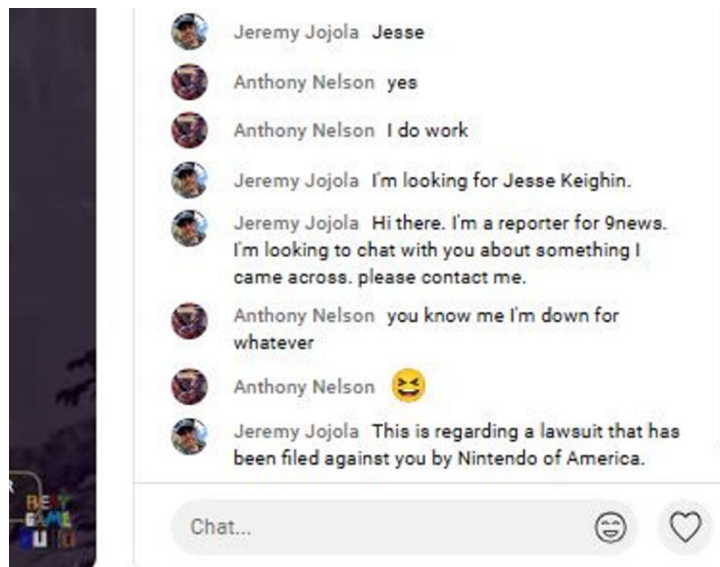 Jeremy Jojola Jesse
Anthony Nelson yes
Anthony Nelson I do work
Jeremy Jojola I'm looking for Jesse Keighin.
Jeremy Jojola Hi there. I'm a reporter for 9news.
I'm looking to chat with you about something I
came across. please contact me.
Anthony Nelson you know me I'm down for
whatever
Anthony Nelson 😆
Jeremy Jojola This is regarding a lawsuit that has
been filed against you by Nintendo of America.
R
GAME
Chat...